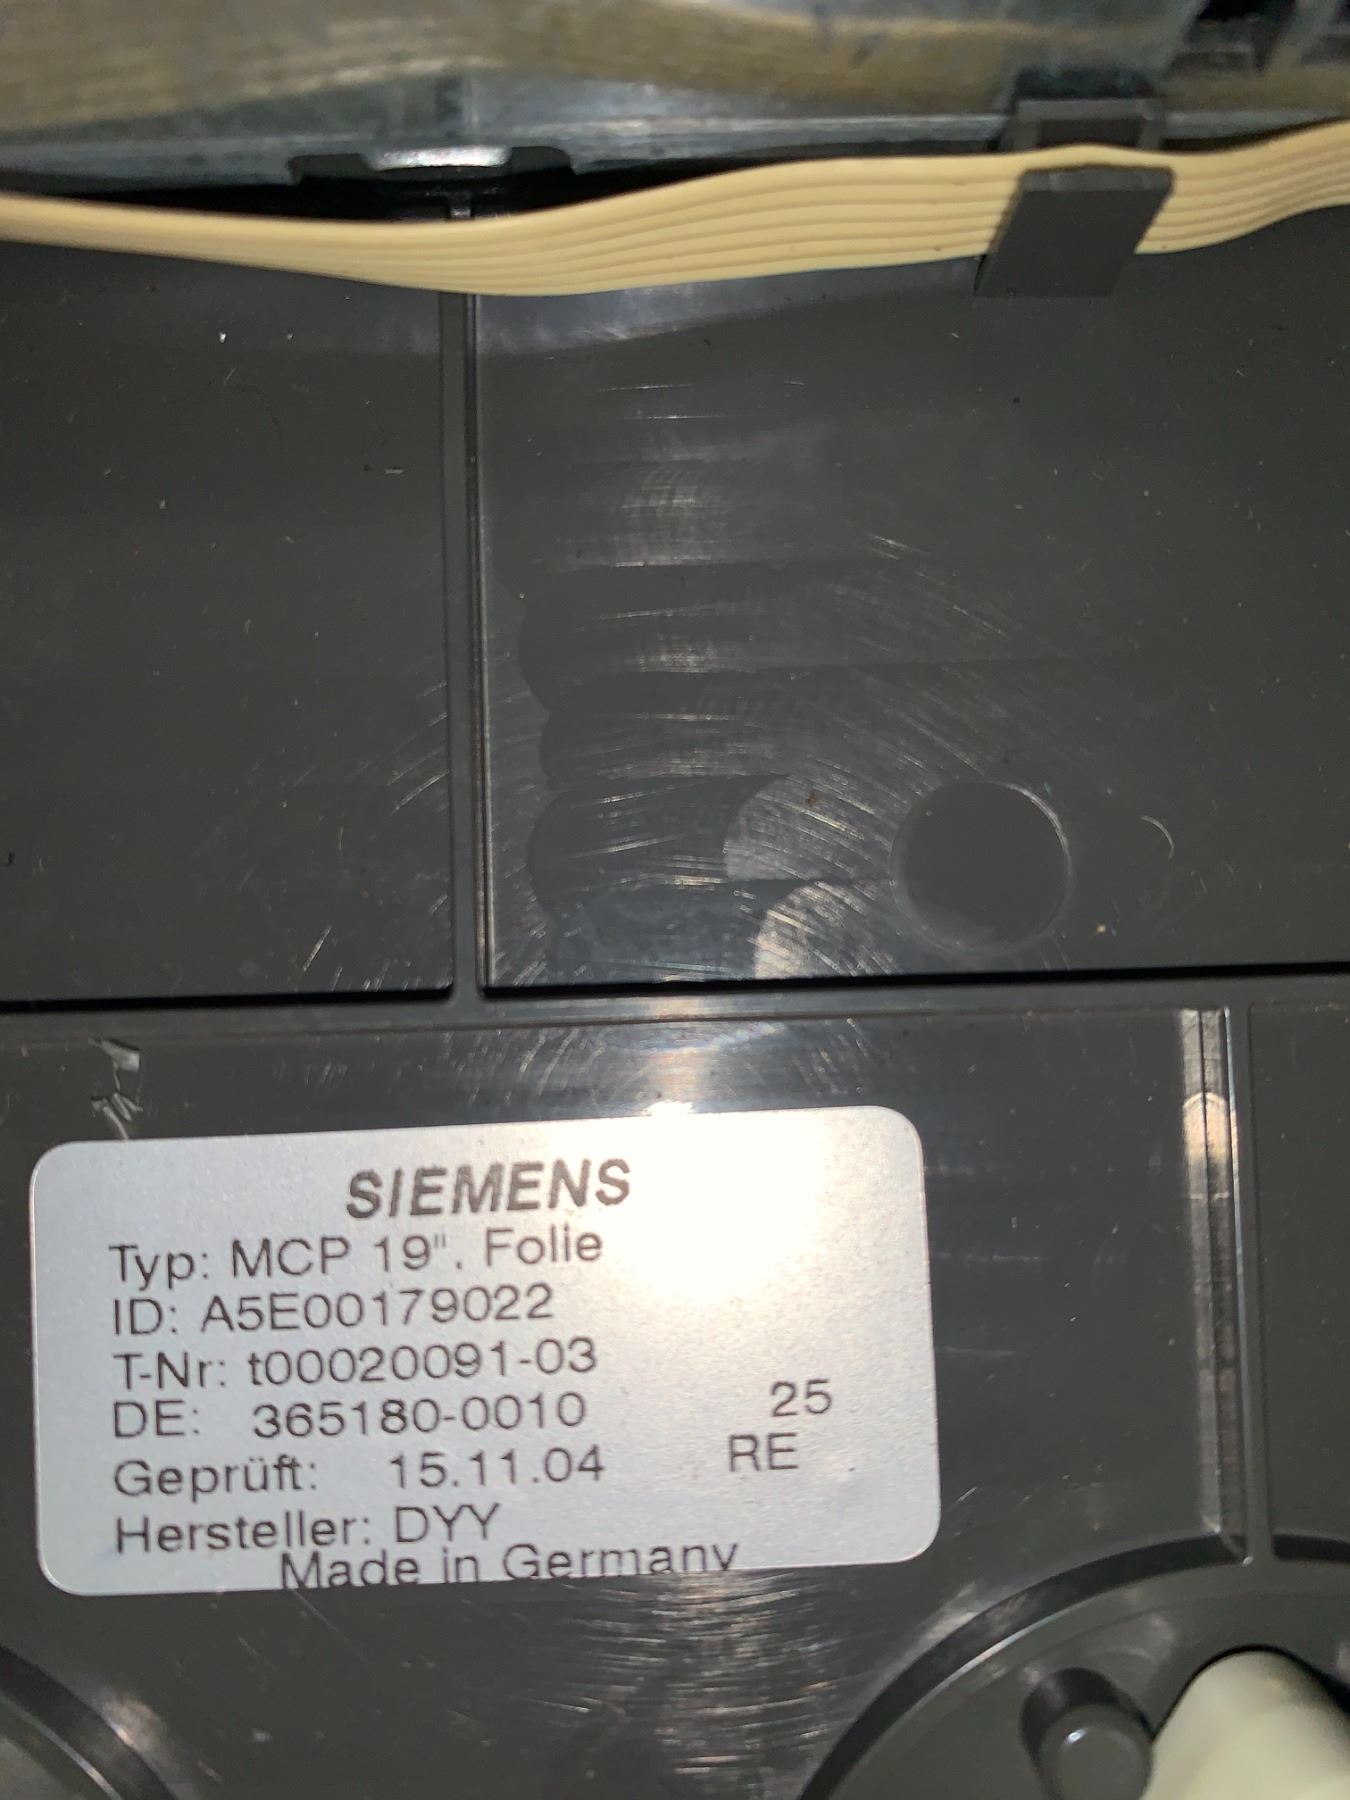 SIEMENS
Typ: MCP 19". Folie
ID: A5E00179022
T-Nr: t00020091-03
DE: 365180-0010 25
Geprüft: 15.11.04 RE
Hersteller: DYY
Made in Germany